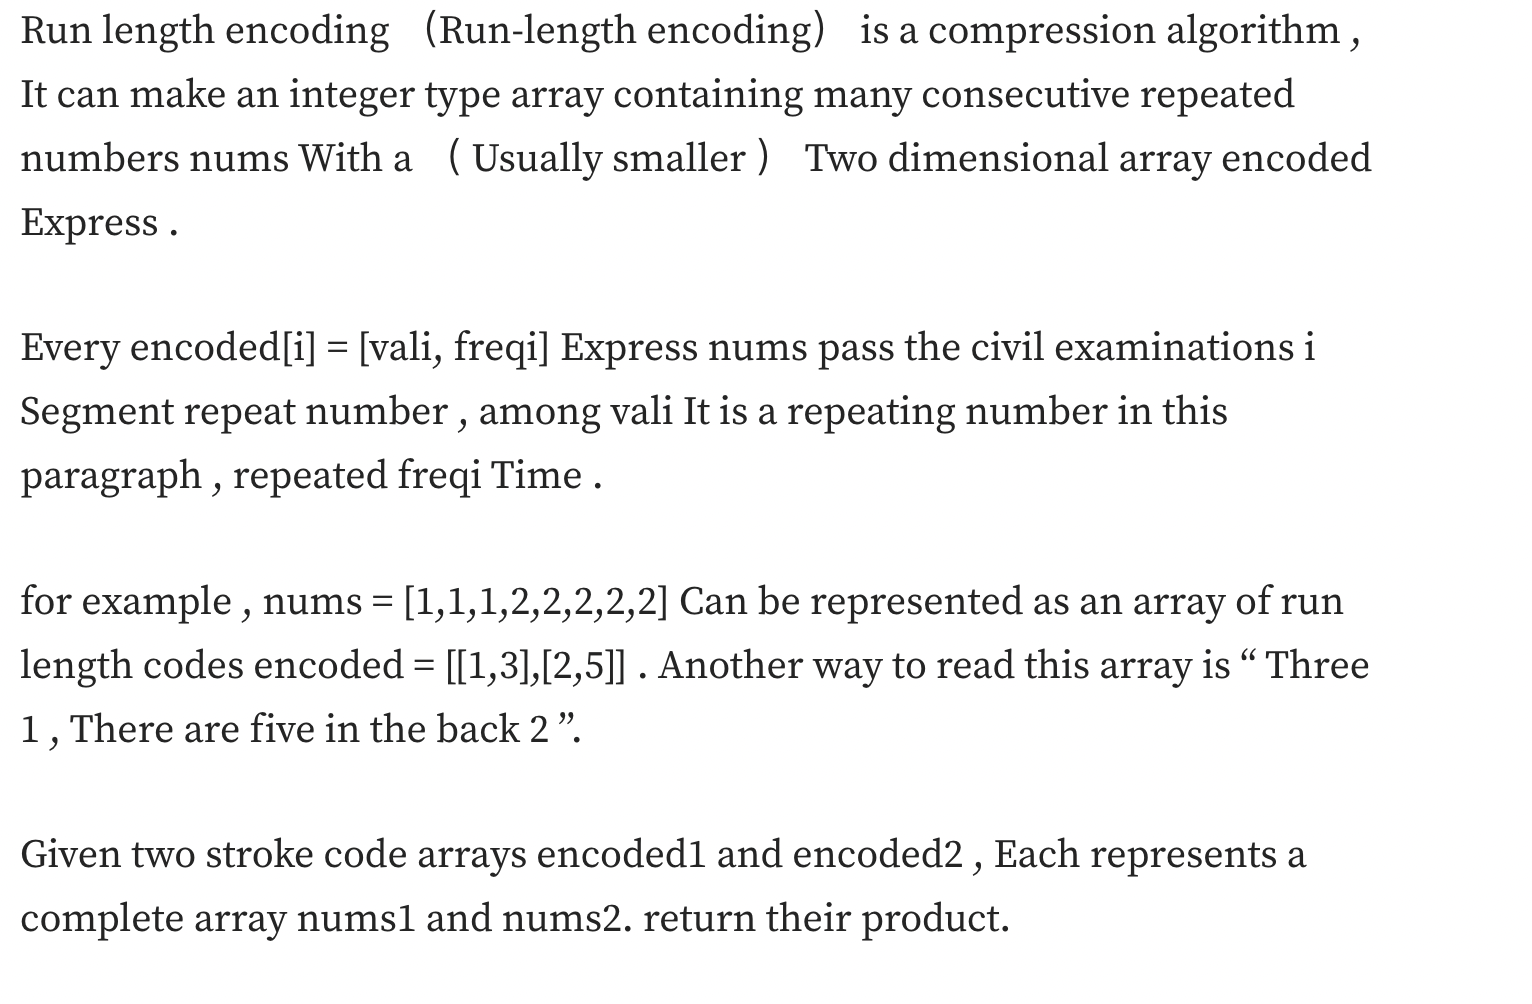 Run length encoding （Run-length encoding） is a compression algorithm ,
It can make an integer type array containing many consecutive repeated
numbers nums With a （ Usually smaller ） Two dimensional array encoded
Express .
Every encoded[i] = [vali, freqi] Express nums pass the civil examinations i
Segment repeat number , among vali It is a repeating number in this
paragraph , repeated freqi Time .
for example , nums = [1,1,1,2,2,2,2,2] Can be represented as an array of run
length codes encoded = [[1,3],[2,5]] . Another way to read this array is “ Three
1 , There are five in the back 2 ”.
Given two stroke code arrays encoded1 and encoded2 , Each represents a
complete array nums1 and nums2. return their product.